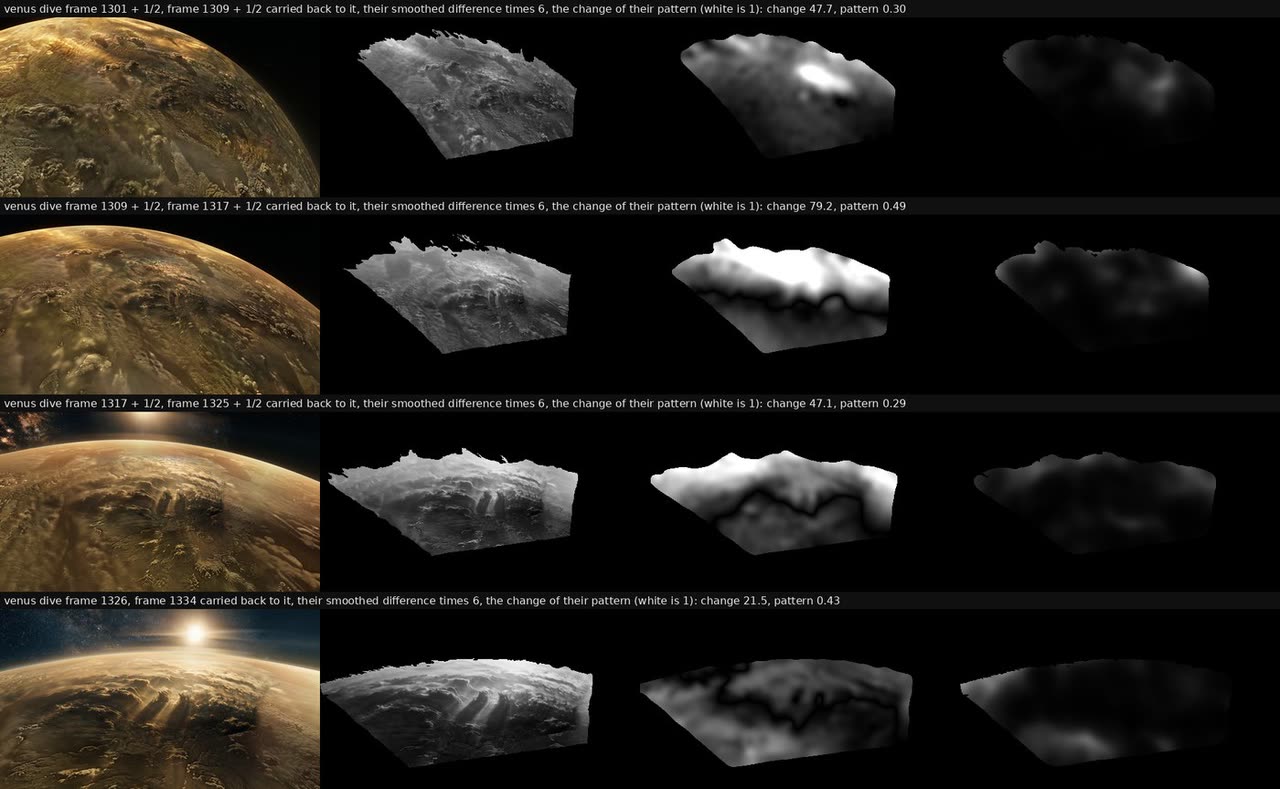 venus dive frame 1301 + 1/2, frame 1309 + 1/2 carried back to it, their smoothed difference times 6, the change of their pattern (white is 1): change 47.7, pattern 0.30
venus dive frame 1309 + 1/2, frame 1317 + 1/2 carried back to it, their smoothed difference times 6, the change of their pattern (white is 1): change 79.2, pattern 0.49
venus dive frame 1317 + 1/2, frame 1325 + 1/2 carried back to it, their smoothed difference times 6, the change of their pattern (white is 1): change 47.1, pattern 0.29
venus dive frame 1326, frame 1334 carried back to it, their smoothed difference times 6, the change of their pattern (white is 1): change 21.5, pattern 0.43